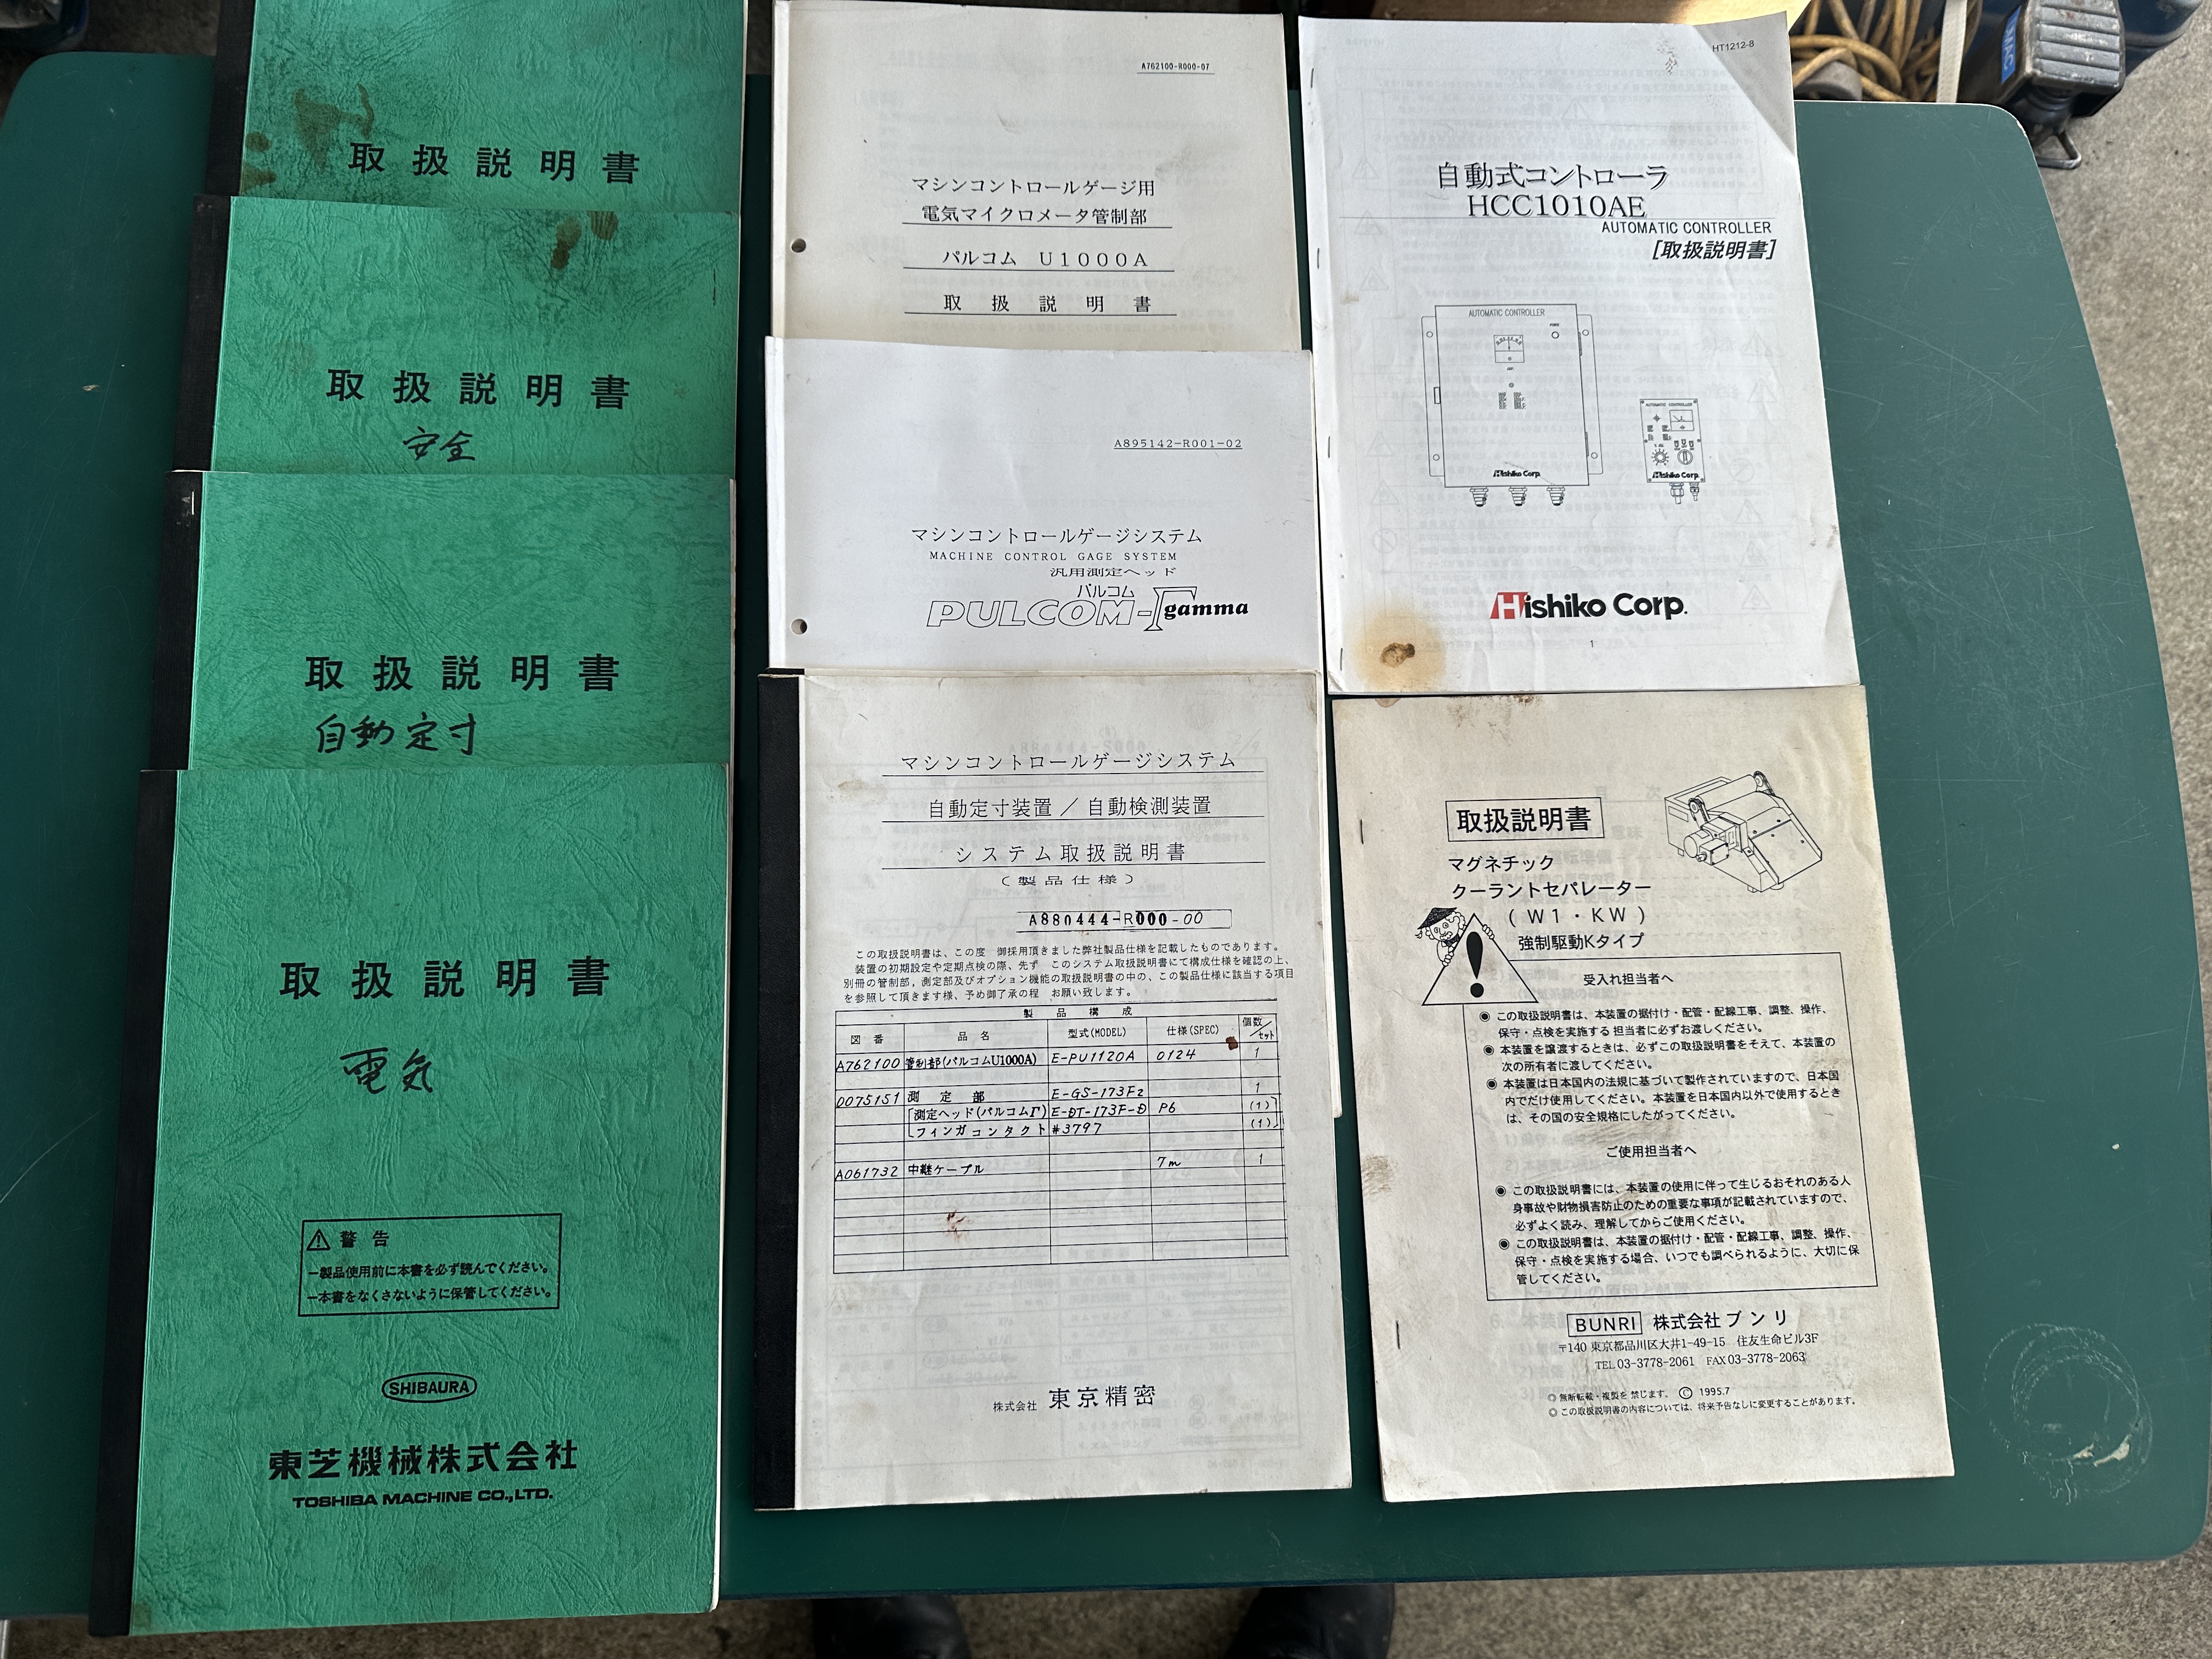 取扱説明書
取扱説明書
安全
取扱説明書
自動定寸
取扱説明書
電気
警告
ー製品使用前に本書を必ず読んでください。
ー本書をなくさないように保管してください。
SHIBAURA
東芝機械株式会社
TOSHIBA MACHINE CO.,LTD.
A762100-R000-07
マシンコントロールゲージ用
電気マイクロメータ管制部
パルコム U1000A
取扱説明書
A895142-R001-02
マシンコントロールゲージシステム
MACHINE CONTROL GAGE SYSTEM
汎用測定ヘッド
パルコム
PULCOM-Γgamma
マシンコントロールゲージシステム
自動定寸装置/自動検測装置
システム取扱説明書
(製品仕様)
A880444-R000-00
この取扱説明書は、この度 御採用頂きました弊社製品仕様を記載したものであります。
装置の初期設定や定期点検の際、先ず このシステム取扱説明書にて構成仕様を確認の上、
別冊の管制部,測定部及びオプション機能の取扱説明書の中の、この製品仕様に該当する項目
を参照して頂きます様、予め御了承の程 お願い致します。
製品構成
図番 品名 型式(MODEL) 仕様(SPEC) 個数/セット
A762100 管制部(パルコムU1000A) E-PU1120A 0124 1
0075151 測定部 E-GS-173F2 1
[測定ヘッド(パルコムΓ) E-DT-173F-D P6 (1)]
[フィンガコンタクト #3797 (1)]
A061732 中継ケーブル 7m 1
株式会社 東京精密
HT1212-8
自動式コントローラ
HCC1010AE
AUTOMATIC CONTROLLER
[取扱説明書]
AUTOMATIC CONTROLLER
POWER
AUTOMATIC CONTROLLER
Hishiko Corp.
Hishiko Corp.
Hishiko Corp.
1
取扱説明書
マグネチック
クーラントセパレーター
(W1・KW)
強制駆動Kタイプ
受入れ担当者へ
◉ この取扱説明書は、本装置の据付け・配管・配線工事、調整、操作、
保守・点検を実施する担当者に必ずお渡しください。
◉ 本装置を譲渡するときは、必ずこの取扱説明書をそえて、本装置の
次の所有者に渡してください。
◉ 本装置は日本国内の法規に基づいて製作されていますので、日本国
内でだけ使用してください。本装置を日本国内以外で使用するとき
は、その国の安全規格にしたがってください。
ご使用担当者へ
◉ この取扱説明書には、本装置の使用に伴って生じるおそれのある人
身事故や財物損害防止のための重要な事項が記載されていますので、
必ずよく読み、理解してからご使用ください。
◉ この取扱説明書は、本装置の据付け・配管・配線工事、調整、操作、
保守・点検を実施する場合、いつでも調べられるように、大切に保
管してください。
BUNRI 株式会社ブンリ
〒140 東京都品川区大井1-49-15 住友生命ビル3F
TEL 03-3778-2061 FAX 03-3778-2063
◎ 無断転載・複製を禁じます。 © 1995.7
◎ この取扱説明書の内容については、将来予告なしに変更することがあります。